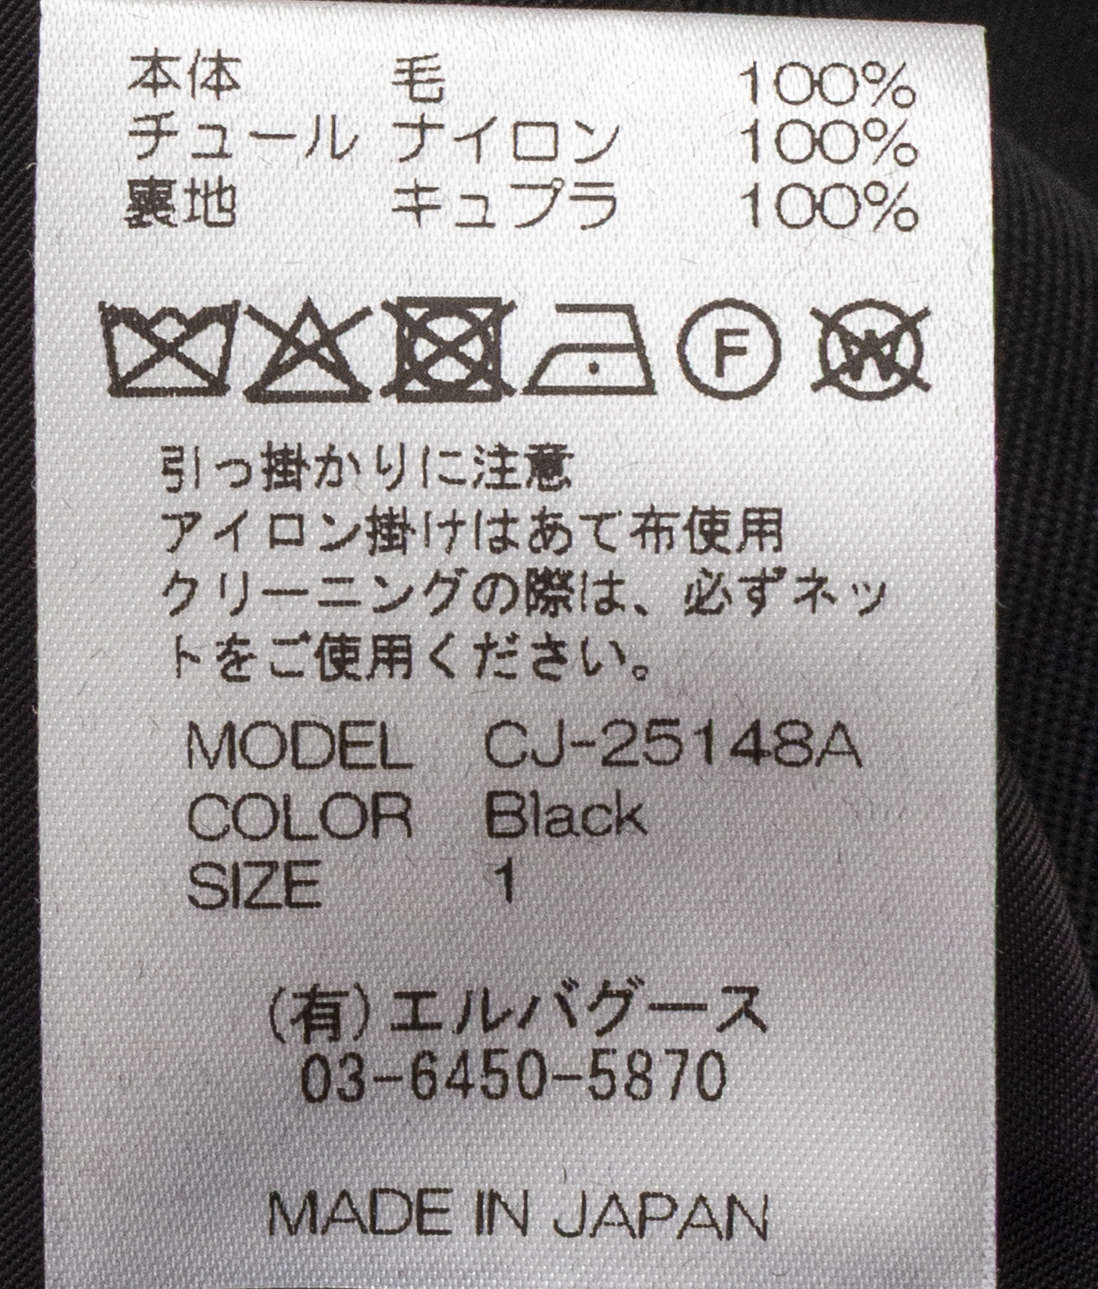 本体 毛 100%
チュール ナイロン 100%
裏地 キュプラ 100%
F W
引っ掛かりに注意
アイロン掛けはあて布使用
クリーニングの際は、必ずネッ
トをご使用ください。
MODEL CJ-25148A
COLOR Black
SIZE 1
(有)エルバグース
03-6450-5870
MADE IN JAPAN